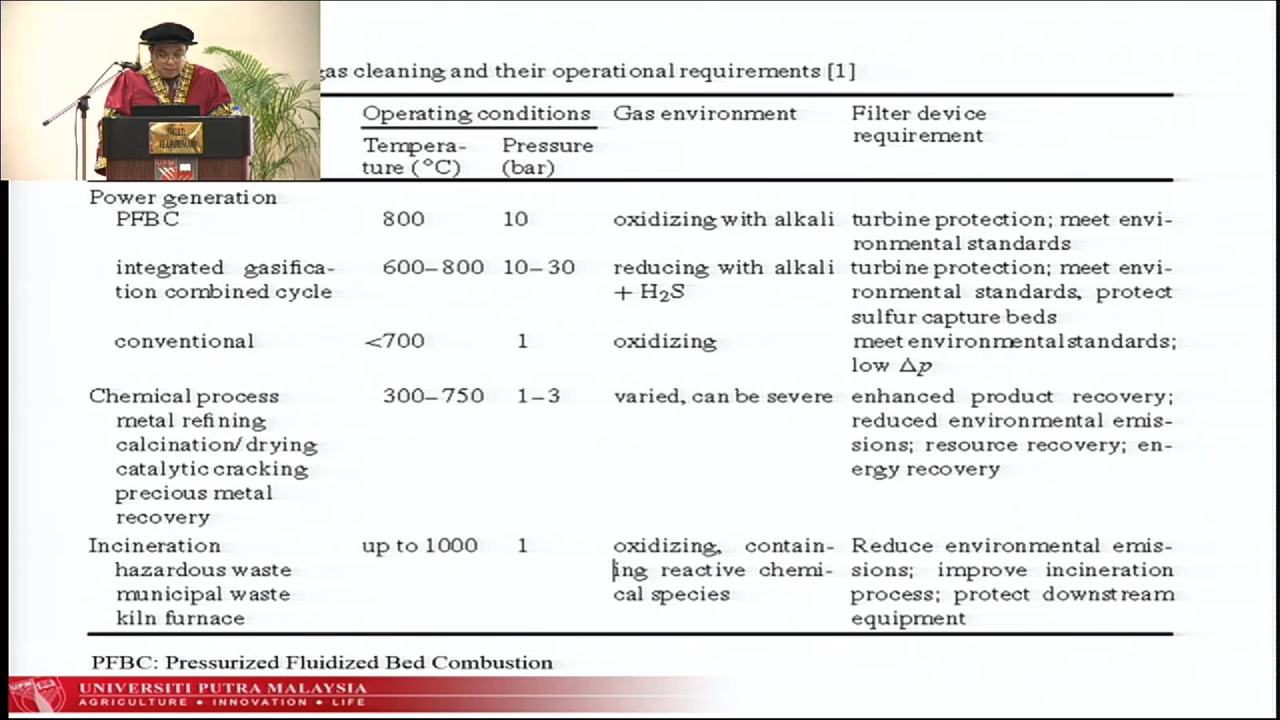 gas cleaning and their operational requirements [1]
Operating conditions Gas environment Filter device
requirement
Tempera- Pressure
ture (°C) (bar)
Power generation
PFBC 800 10 oxidizing with alkali turbine protection; meet envi-
ronmental standards
integrated gasifica- 600–800 10–30 reducing with alkali turbine protection; meet envi-
tion combined cycle + H₂S ronmental standards, protect
sulfur capture beds
conventional <700 1 oxidizing meet environmental standards;
low Δp
Chemical process 300–750 1–3 varied, can be severe enhanced product recovery;
metal refining reduced environmental emis-
calcination/drying sions; resource recovery; en-
catalytic cracking ergy recovery
precious metal
recovery
Incineration up to 1000 1 oxidizing, contain- Reduce environmental emis-
hazardous waste ing reactive chemi- sions; improve incineration
municipal waste cal species process; protect downstream
kiln furnace equipment
PFBC: Pressurized Fluidized Bed Combustion
UNIVERSITI PUTRA MALAYSIA
AGRICULTURE • INNOVATION • LIFE
UPM